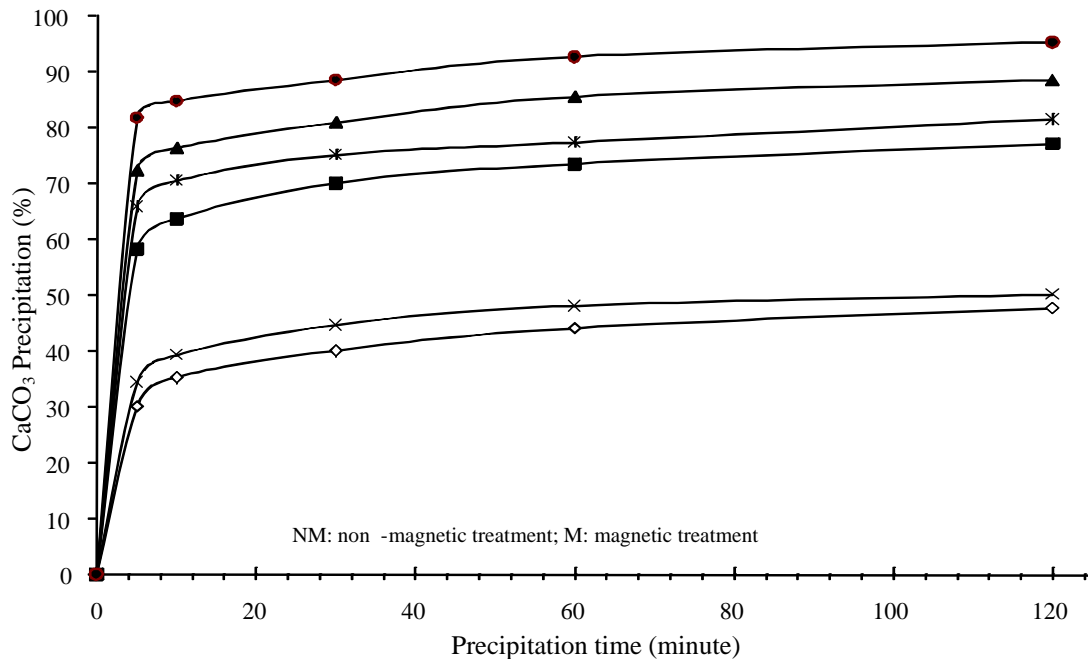 100
90
80
70
60
50
40
30
20
10
0
CaCO₃ Precipitation (%)
NM: non -magnetic treatment; M: magnetic treatment
0 20 40 60 80 100 120
Precipitation time (minute)